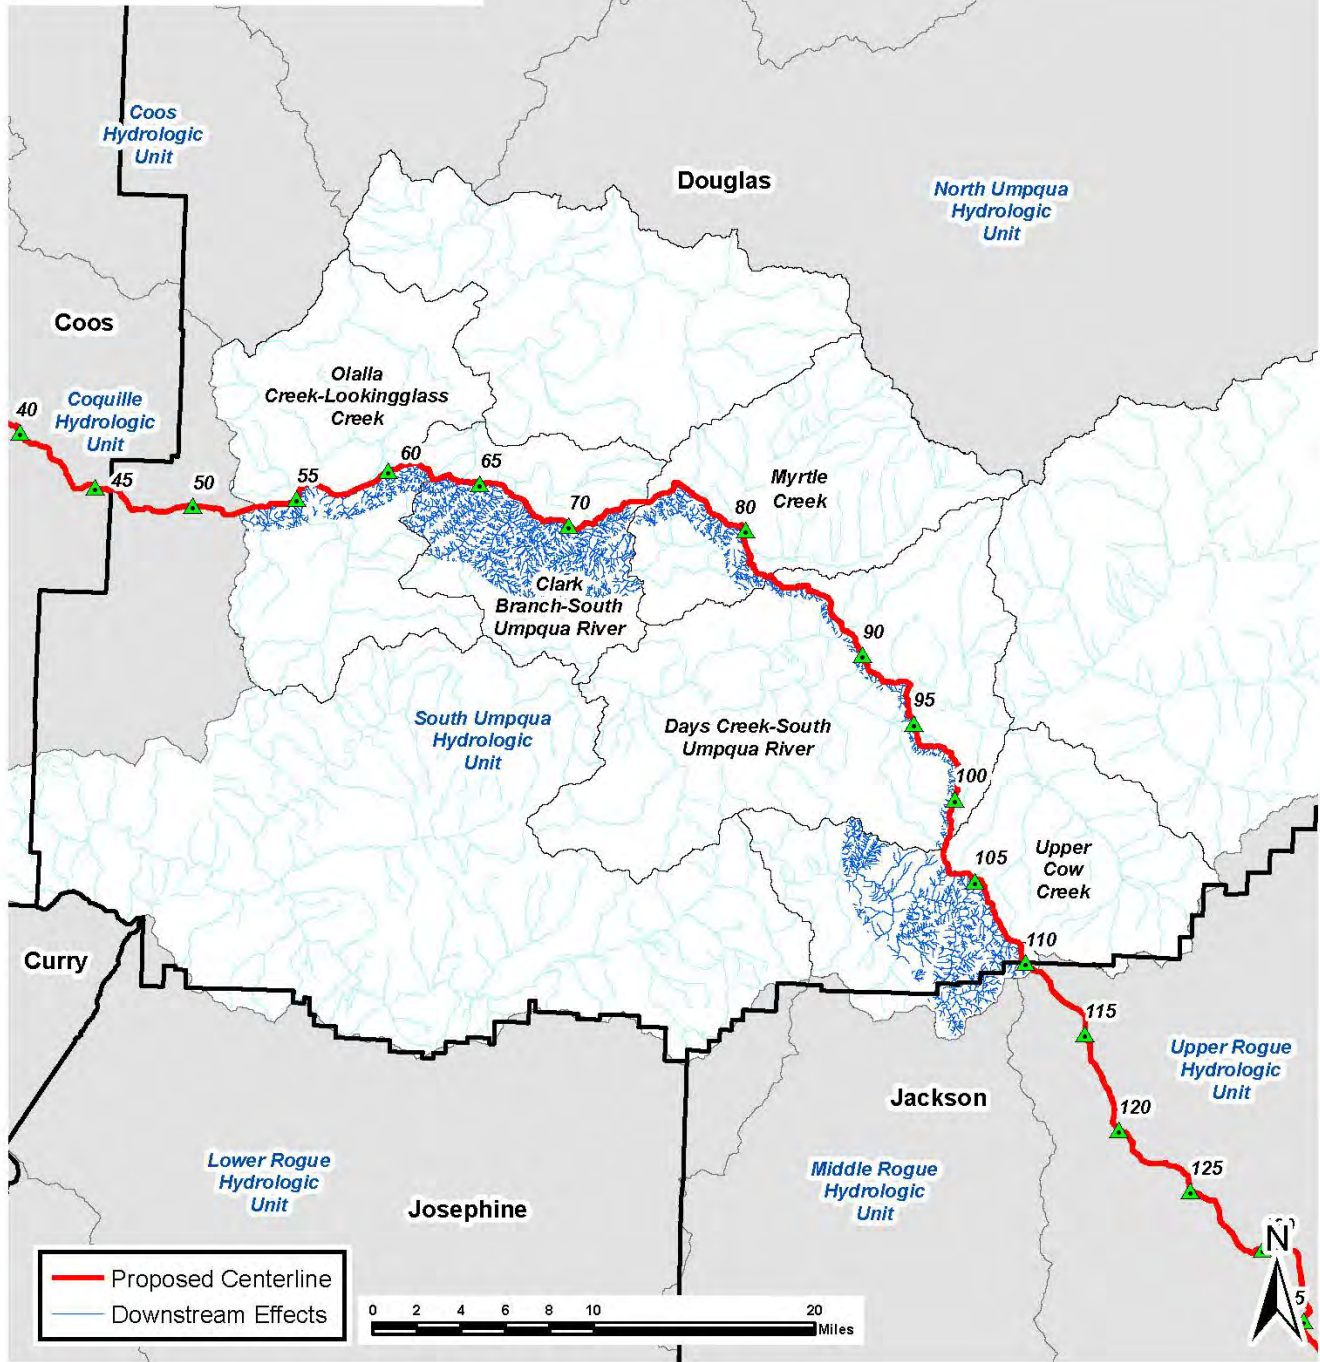 Coos
Hydrologic
Unit
Douglas
North Umpqua
Hydrologic
Unit
Coos
Olalla
Creek-Lookingglass
Creek
Coquille
Hydrologic
Unit
40
45
50
55
60
65
70
80
Myrtle
Creek
Clark
Branch-South
Umpqua River
90
95
South Umpqua
Hydrologic
Unit
Days Creek-South
Umpqua River
100
105
Upper
Cow
Creek
110
Curry
115
Upper Rogue
Hydrologic
Unit
Jackson
120
Lower Rogue
Hydrologic
Unit
Middle Rogue
Hydrologic
Unit
125
Josephine
N
Proposed Centerline
Downstream Effects
0 2 4 6 8 10 20
Miles
5